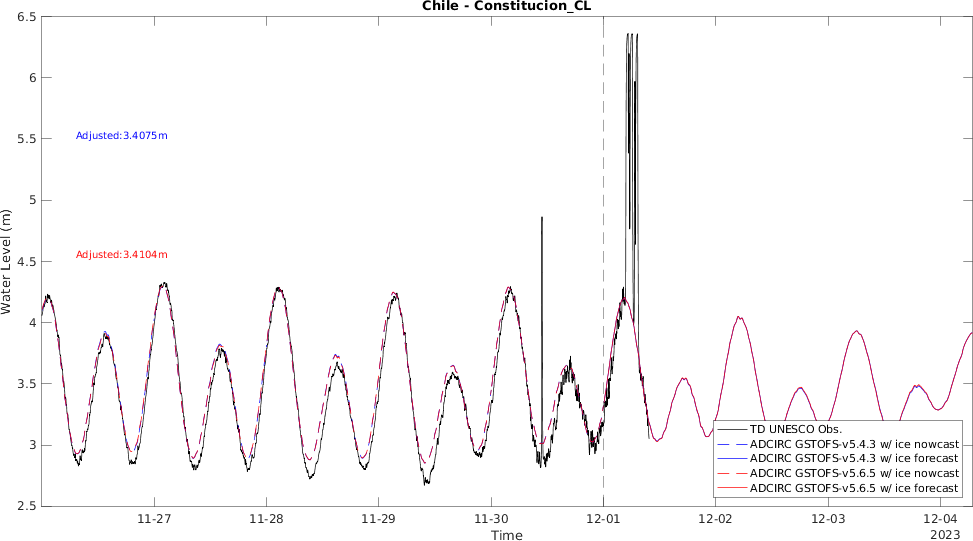 Chile - Constitucion_CL
6.5
6
5.5
5
4.5
4
3.5
3
2.5
Water Level (m)
Adjusted:3.4075m
Adjusted:3.4104m
TD UNESCO Obs.
ADCIRC GSTOFS-v5.4.3 w/ ice nowcast
ADCIRC GSTOFS-v5.4.3 w/ ice forecast
ADCIRC GSTOFS-v5.6.5 w/ ice nowcast
ADCIRC GSTOFS-v5.6.5 w/ ice forecast
11-27 11-28 11-29 11-30 12-01 12-02 12-03 12-04
Time
2023